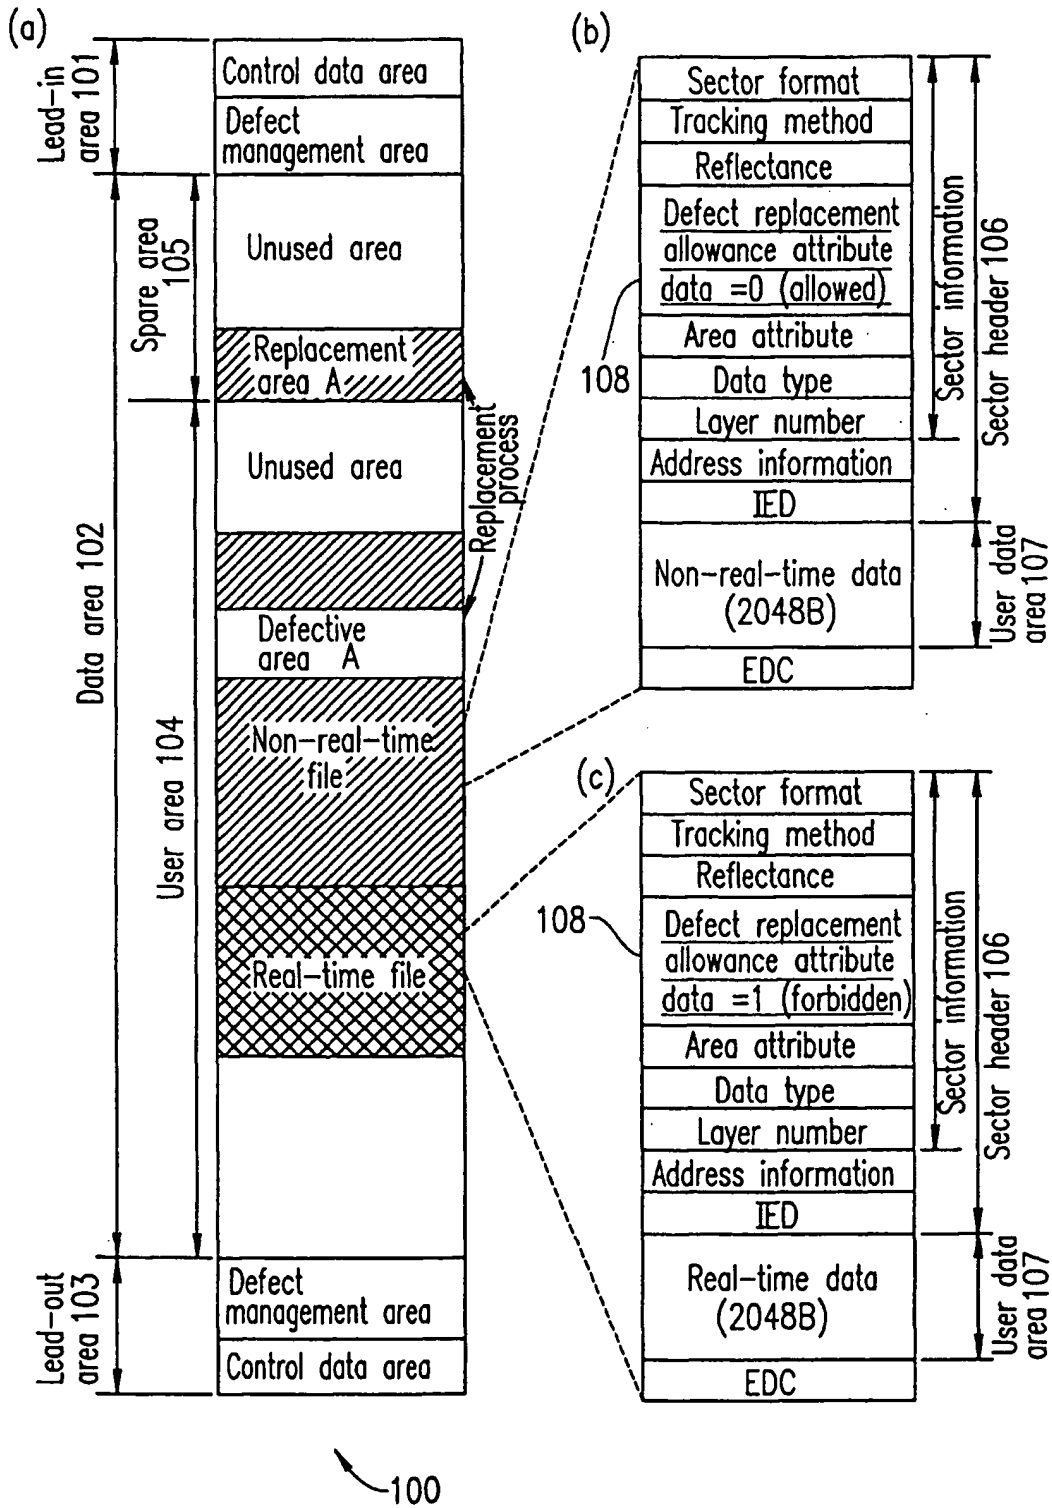 (a)
Lead-in
area 101
Control data area
Defect
management area
Data area 102
Spare area
105
Unused area
Replacement
area A
User area 104
Unused area
Replacement
process
Defective
area A
Non-real-time
file
Real-time file
Lead-out
area 103
Defect
management area
Control data area
100
(b)
Sector format
Tracking method
Reflectance
Defect replacement
allowance attribute
data =0 (allowed)
108
Area attribute
Data type
Layer number
Address information
IED
Non-real-time data
(2048B)
EDC
Sector information
Sector header 106
User data
area 107
(c)
Sector format
Tracking method
Reflectance
108
Defect replacement
allowance attribute
data =1 (forbidden)
Area attribute
Data type
Layer number
Address information
IED
Real-time data
(2048B)
EDC
Sector information
Sector header 106
User data
area 107